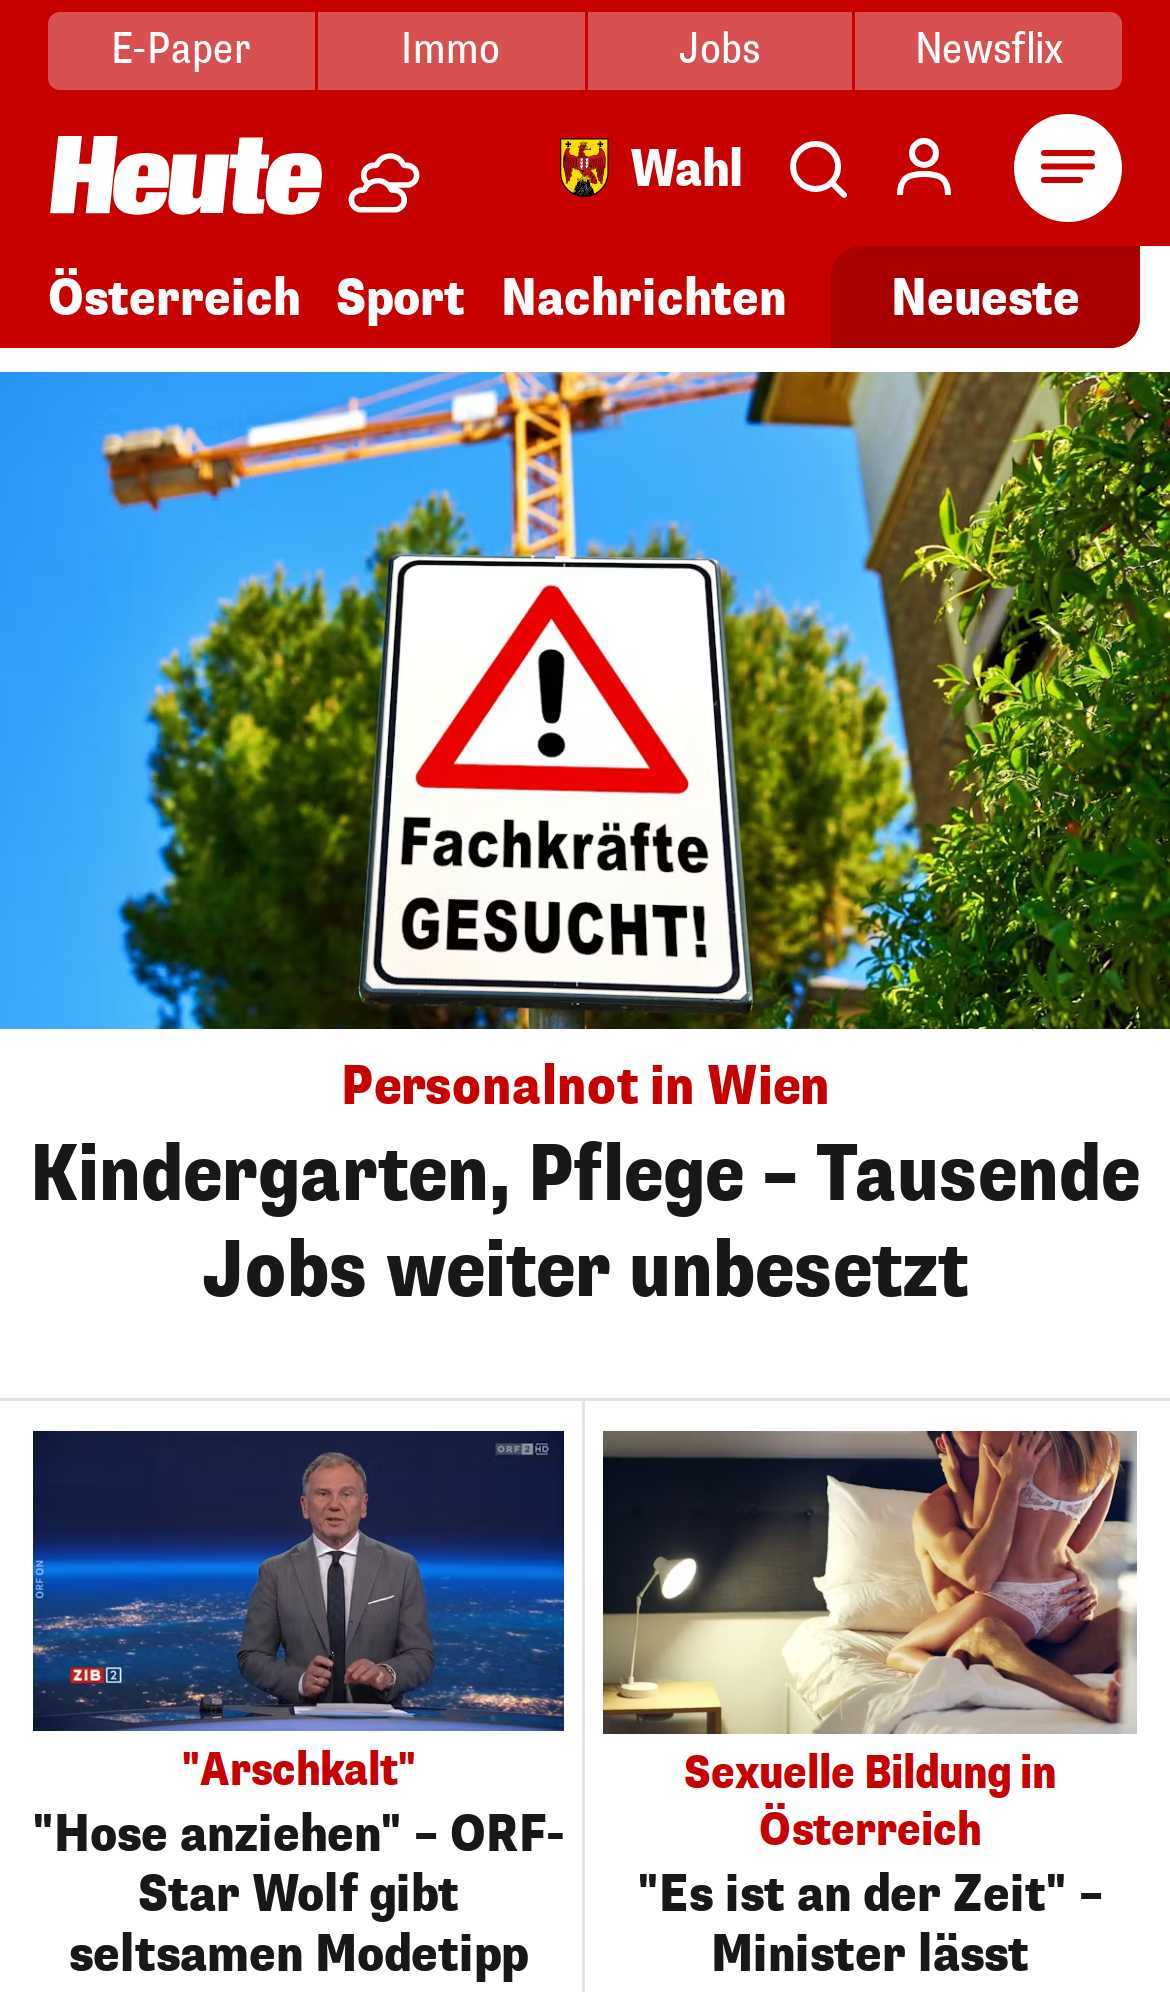 E-Paper
Immo
Jobs
Newsflix
Heute
Wahl
Österreich
Sport
Nachrichten
Neueste
Fachkräfte
GESUCHT!
Personalnot in Wien
Kindergarten, Pflege – Tausende
Jobs weiter unbesetzt
ORF 2 HD
ORF ON
ZIB 2
"Arschkalt"
"Hose anziehen" – ORF-
Star Wolf gibt
seltsamen Modetipp
Sexuelle Bildung in
Österreich
"Es ist an der Zeit" –
Minister lässt